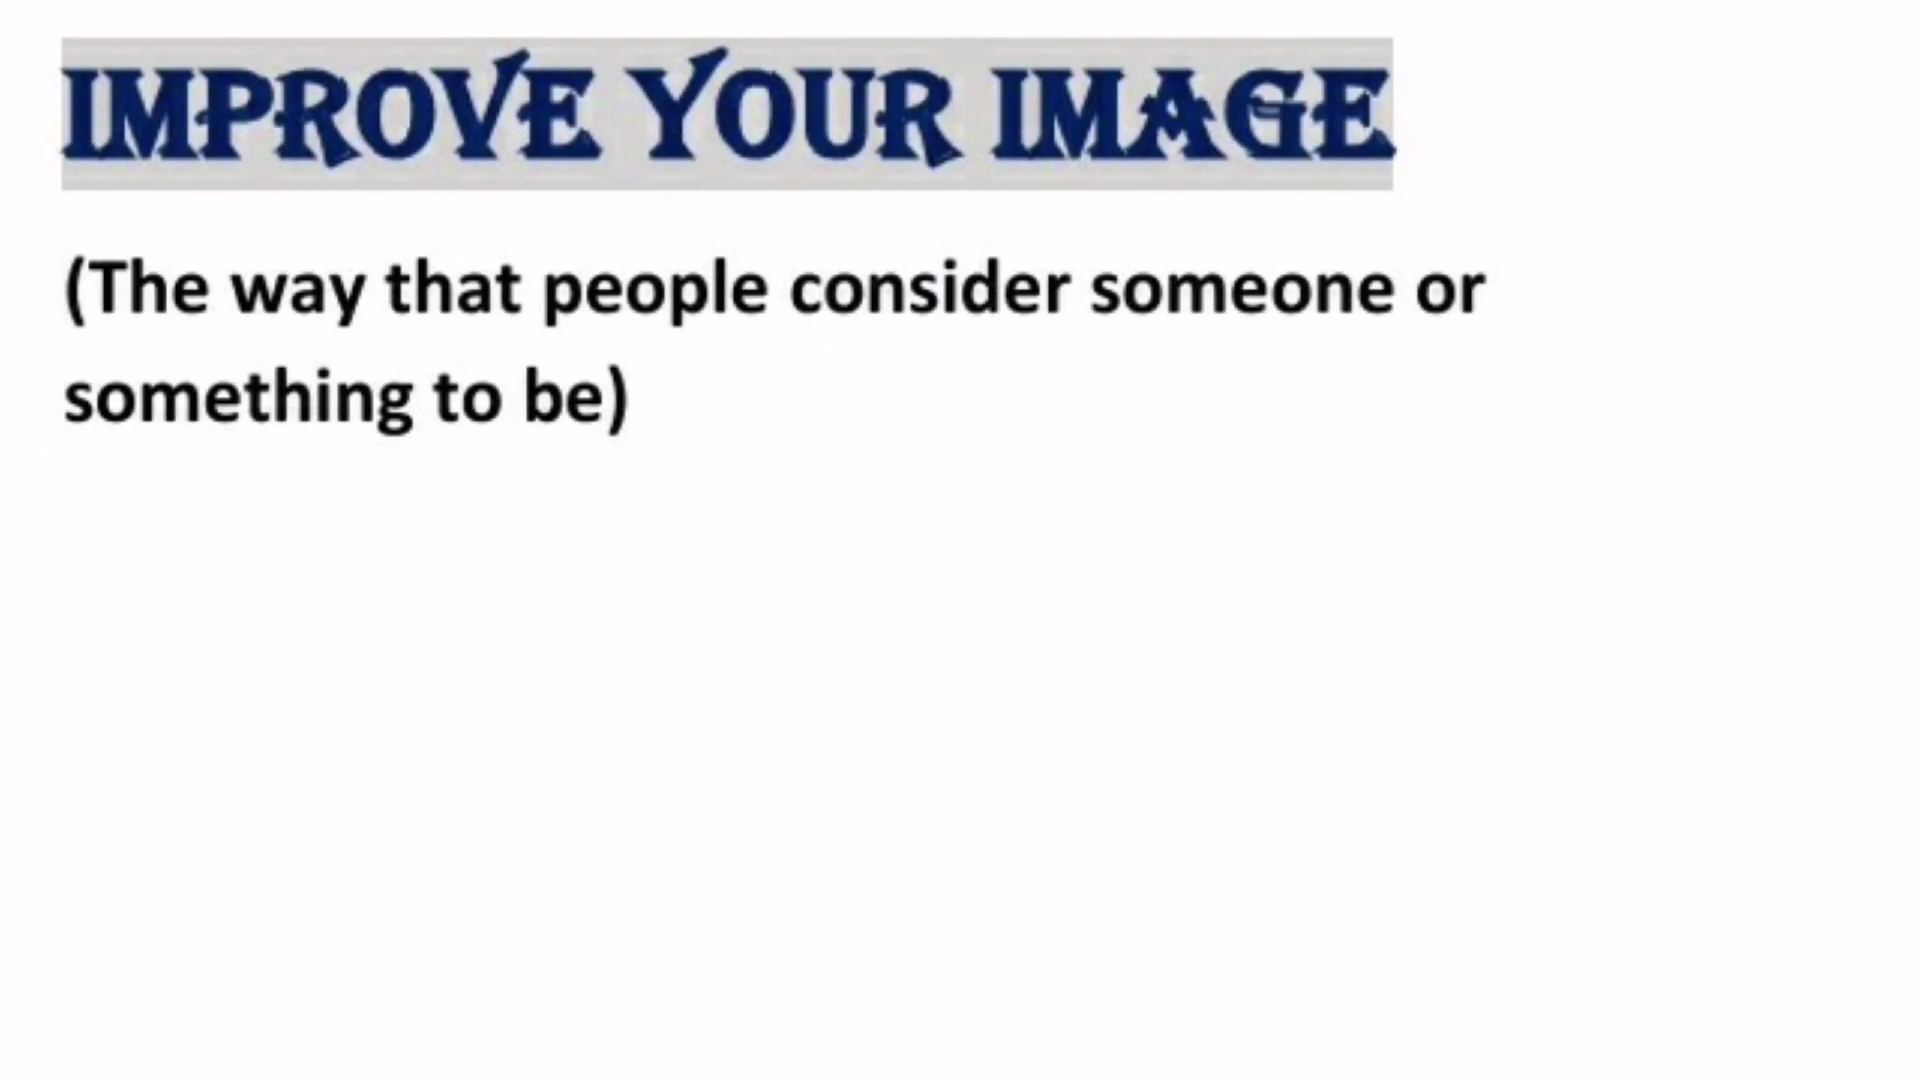 IMPROVE YOUR IMAGE
(The way that people consider someone or
something to be)